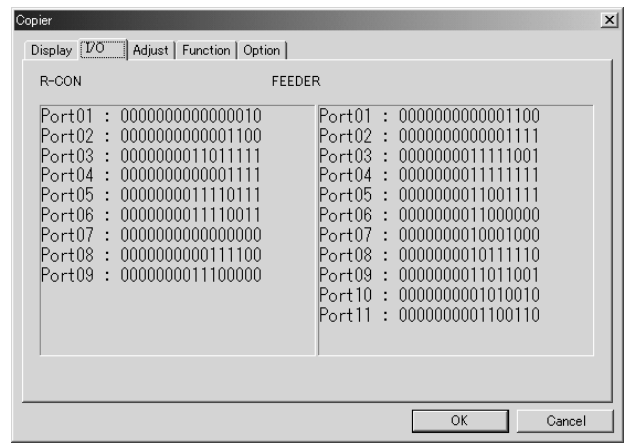 Copier
Display I/O Adjust Function Option
R-CON
Port01 : 0000000000000010
Port02 : 0000000000001100
Port03 : 0000000011011111
Port04 : 0000000000001111
Port05 : 0000000011110111
Port06 : 0000000011110011
Port07 : 0000000000000000
Port08 : 0000000000111100
Port09 : 0000000011100000
FEEDER
Port01 : 0000000000001100
Port02 : 0000000000001111
Port03 : 0000000011111001
Port04 : 0000000011111111
Port05 : 0000000011001111
Port06 : 0000000011000000
Port07 : 0000000010001000
Port08 : 0000000010111110
Port09 : 0000000011011001
Port10 : 0000000001010010
Port11 : 0000000001100110
OK Cancel